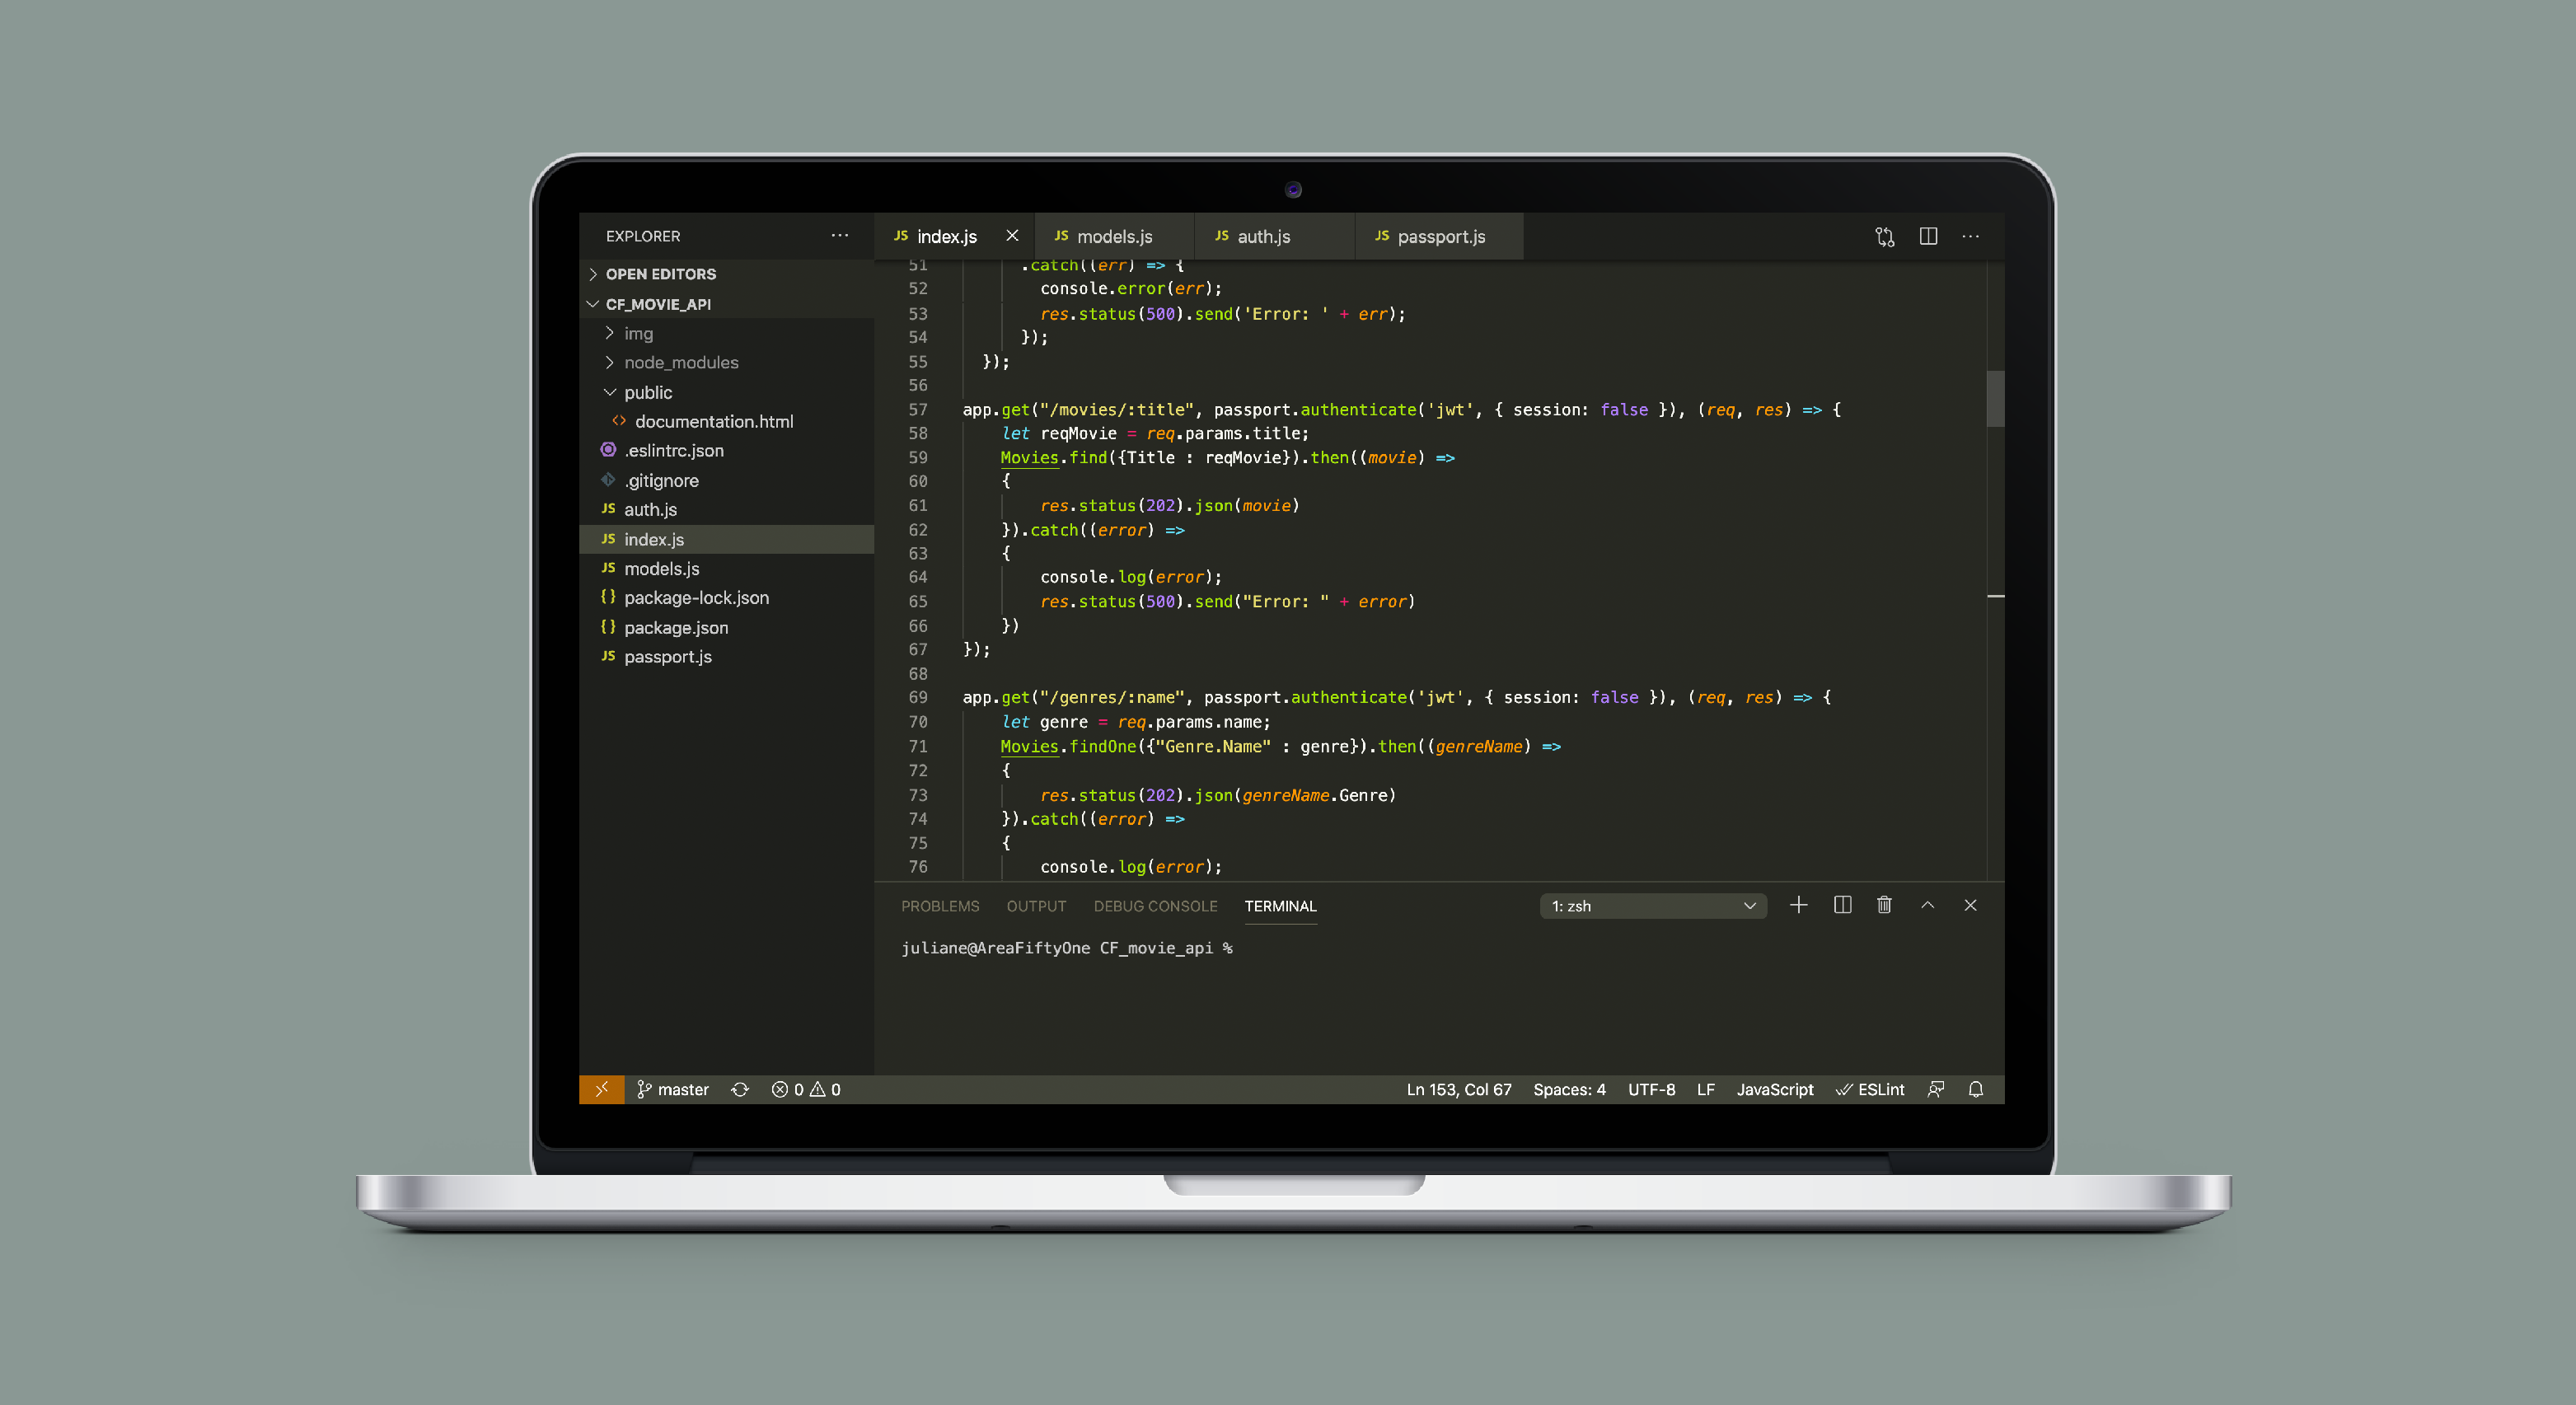 EXPLORER
OPEN EDITORS
CF_MOVIE_API
img
node_modules
public
documentation.html
.eslintrc.json
.gitignore
JS auth.js
JS index.js
JS models.js
{} package-lock.json
{} package.json
JS passport.js
JS index.js JS models.js JS auth.js JS passport.js
51 .catch((err) => {
52 console.error(err);
53 res.status(500).send('Error: ' + err);
54 });
55 });
56
57 app.get("/movies/:title", passport.authenticate('jwt', { session: false }), (req, res) => {
58 let reqMovie = req.params.title;
59 Movies.find({Title : reqMovie}).then((movie) =>
60 {
61 res.status(202).json(movie)
62 }).catch((error) =>
63 {
64 console.log(error);
65 res.status(500).send("Error: " + error)
66 })
67 });
68
69 app.get("/genres/:name", passport.authenticate('jwt', { session: false }), (req, res) => {
70 let genre = req.params.name;
71 Movies.findOne({"Genre.Name" : genre}).then((genreName) =>
72 {
73 res.status(202).json(genreName.Genre)
74 }).catch((error) =>
75 {
76 console.log(error);
PROBLEMS OUTPUT DEBUG CONSOLE TERMINAL 1: zsh
juliane@AreaFiftyOne CF_movie_api %
master 0 0 Ln 153, Col 67 Spaces: 4 UTF-8 LF JavaScript ESLint